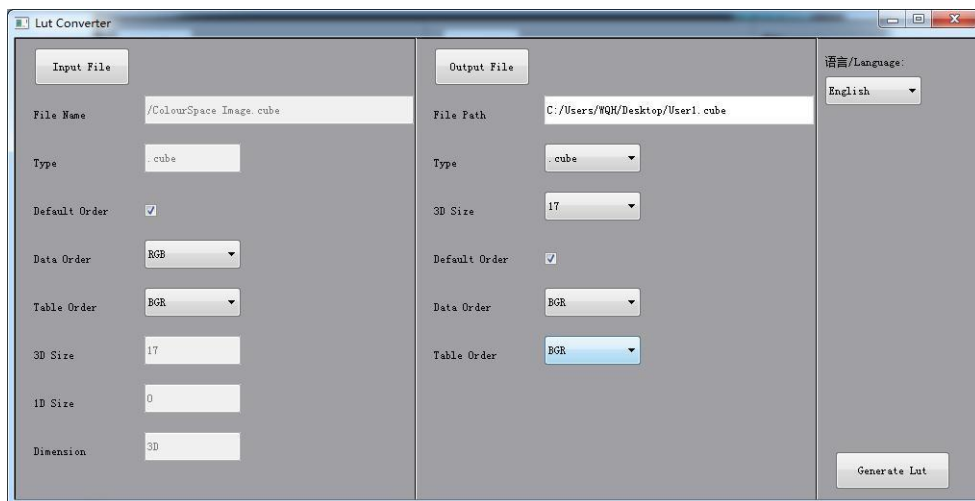 Lut Converter
Input File
File Name
/ColourSpace Image.cube
Type
.cube
Default Order
Data Order
RGB
Table Order
BGR
3D Size
17
1D Size
0
Dimension
3D
Output File
File Path
C:/Users/WQH/Desktop/User1.cube
Type
.cube
3D Size
17
Default Order
Data Order
BGR
Table Order
BGR
语言/Language:
English
Generate Lut